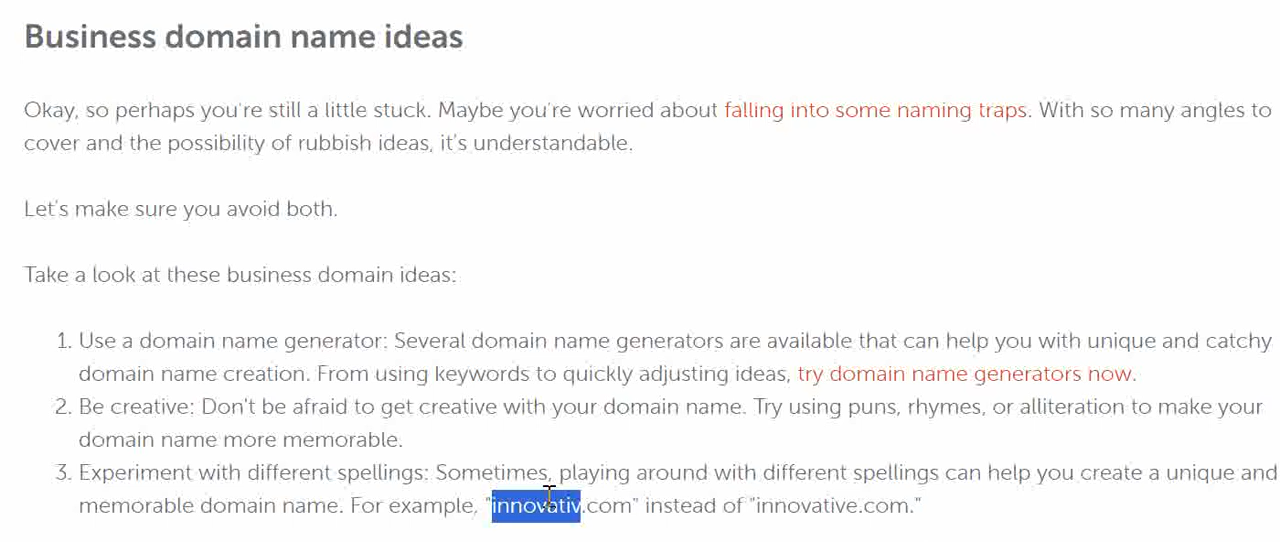 Business domain name ideas
Okay, so perhaps you're still a little stuck. Maybe you're worried about falling into some naming traps. With so many angles to
cover and the possibility of rubbish ideas, it's understandable.
Let's make sure you avoid both.
Take a look at these business domain ideas:
1. Use a domain name generator: Several domain name generators are available that can help you with unique and catchy
domain name creation. From using keywords to quickly adjusting ideas, try domain name generators now.
2. Be creative: Don't be afraid to get creative with your domain name. Try using puns, rhymes, or alliteration to make your
domain name more memorable.
3. Experiment with different spellings: Sometimes, playing around with different spellings can help you create a unique and
memorable domain name. For example, "innovativ.com" instead of "innovative.com."